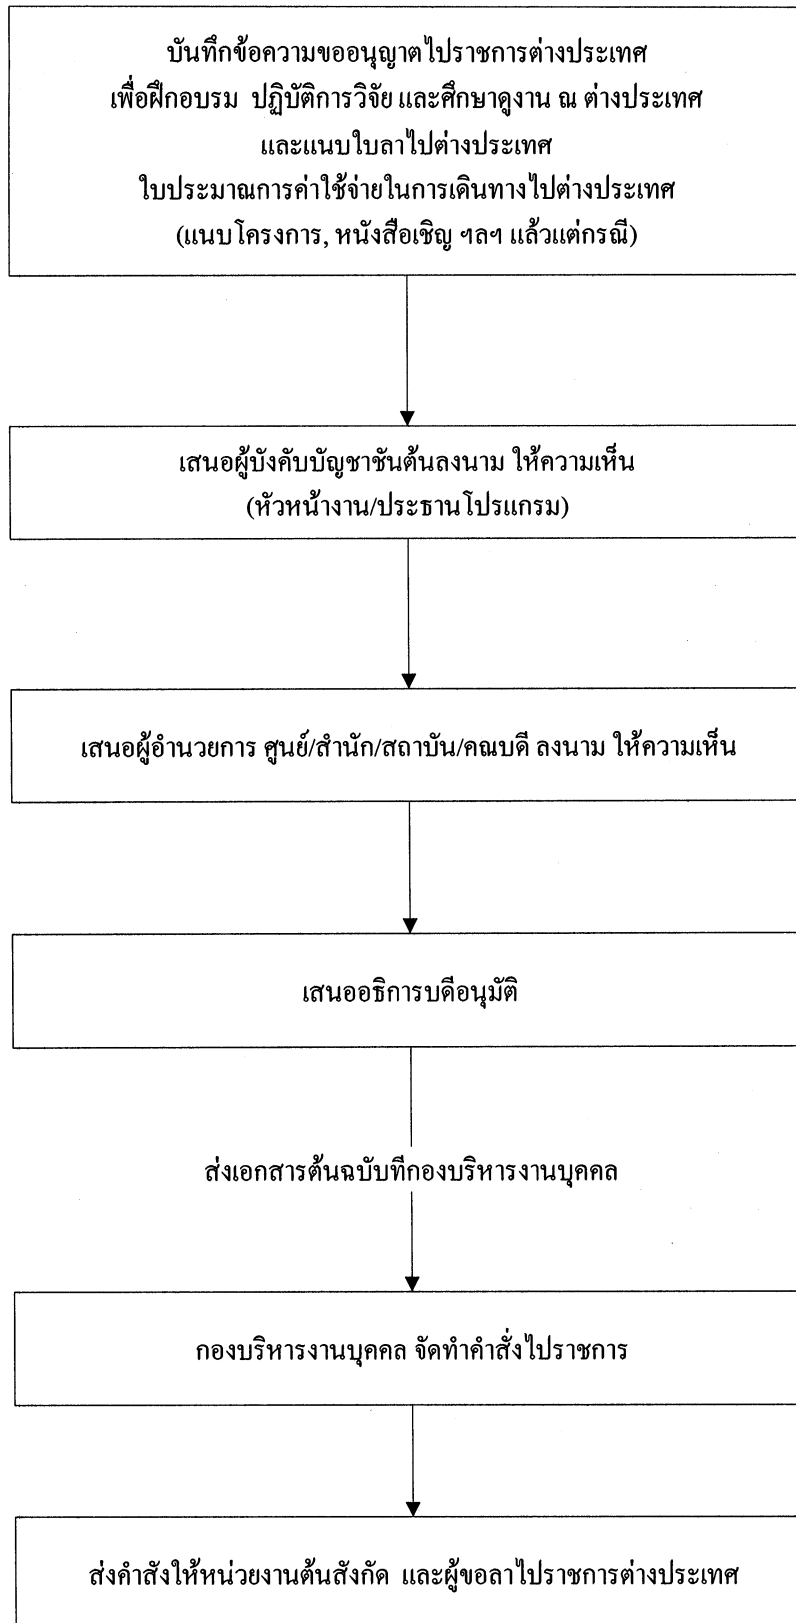 บันทึกข้อความขออนุญาตไปราชการต่างประเทศ
เพื่อฝึกอบรม ปฏิบัติการวิจัย และศึกษาดูงาน ณ ต่างประเทศ
และแนบใบลาไปต่างประเทศ
ใบประมาณการค่าใช้จ่ายในการเดินทางไปต่างประเทศ
(แนบโครงการ, หนังสือเชิญ ฯลฯ แล้วแต่กรณี)
เสนอผู้บังคับบัญชาชั้นต้นลงนาม ให้ความเห็น
(หัวหน้างาน/ประธานโปรแกรม)
เสนอผู้อำนวยการ ศูนย์/สำนัก/สถาบัน/คณบดี ลงนาม ให้ความเห็น
เสนออธิการบดีอนุมัติ
ส่งเอกสารต้นฉบับที่กองบริหารงานบุคคล
กองบริหารงานบุคคล จัดทำคำสั่งไปราชการ
ส่งคำสั่งให้หน่วยงานต้นสังกัด และผู้ขอลาไปราชการต่างประเทศ